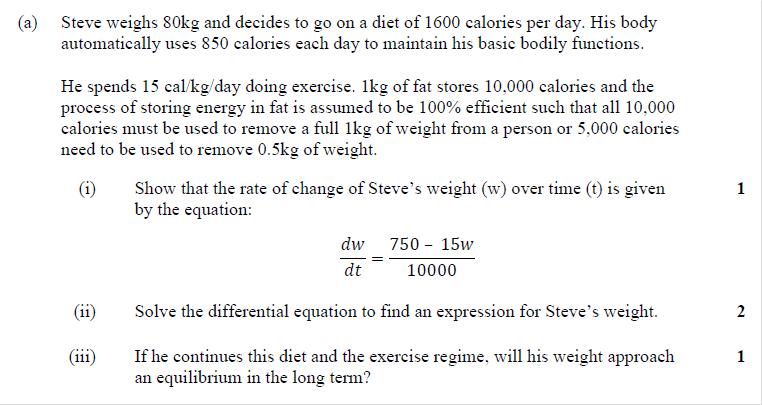 (a) Steve weighs 80kg and decides to go on a diet of 1600 calories per day. His body
automatically uses 850 calories each day to maintain his basic bodily functions.
He spends 15 cal/kg/day doing exercise. 1kg of fat stores 10,000 calories and the
process of storing energy in fat is assumed to be 100% efficient such that all 10,000
calories must be used to remove a full 1kg of weight from a person or 5,000 calories
need to be used to remove 0.5kg of weight.
(i) Show that the rate of change of Steve’s weight (w) over time (t) is given 1
by the equation:
dw/dt = (750 – 15w)/10000
(ii) Solve the differential equation to find an expression for Steve’s weight. 2
(iii) If he continues this diet and the exercise regime, will his weight approach 1
an equilibrium in the long term?